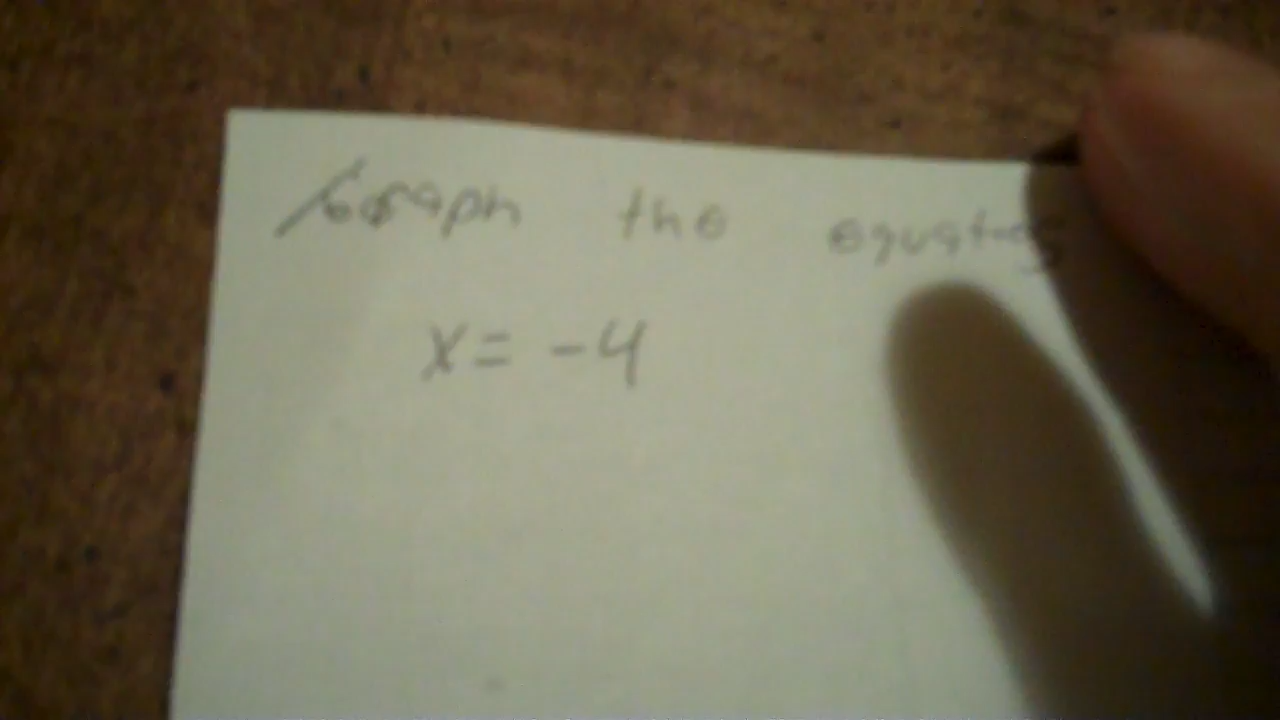 Graph the
x = -4